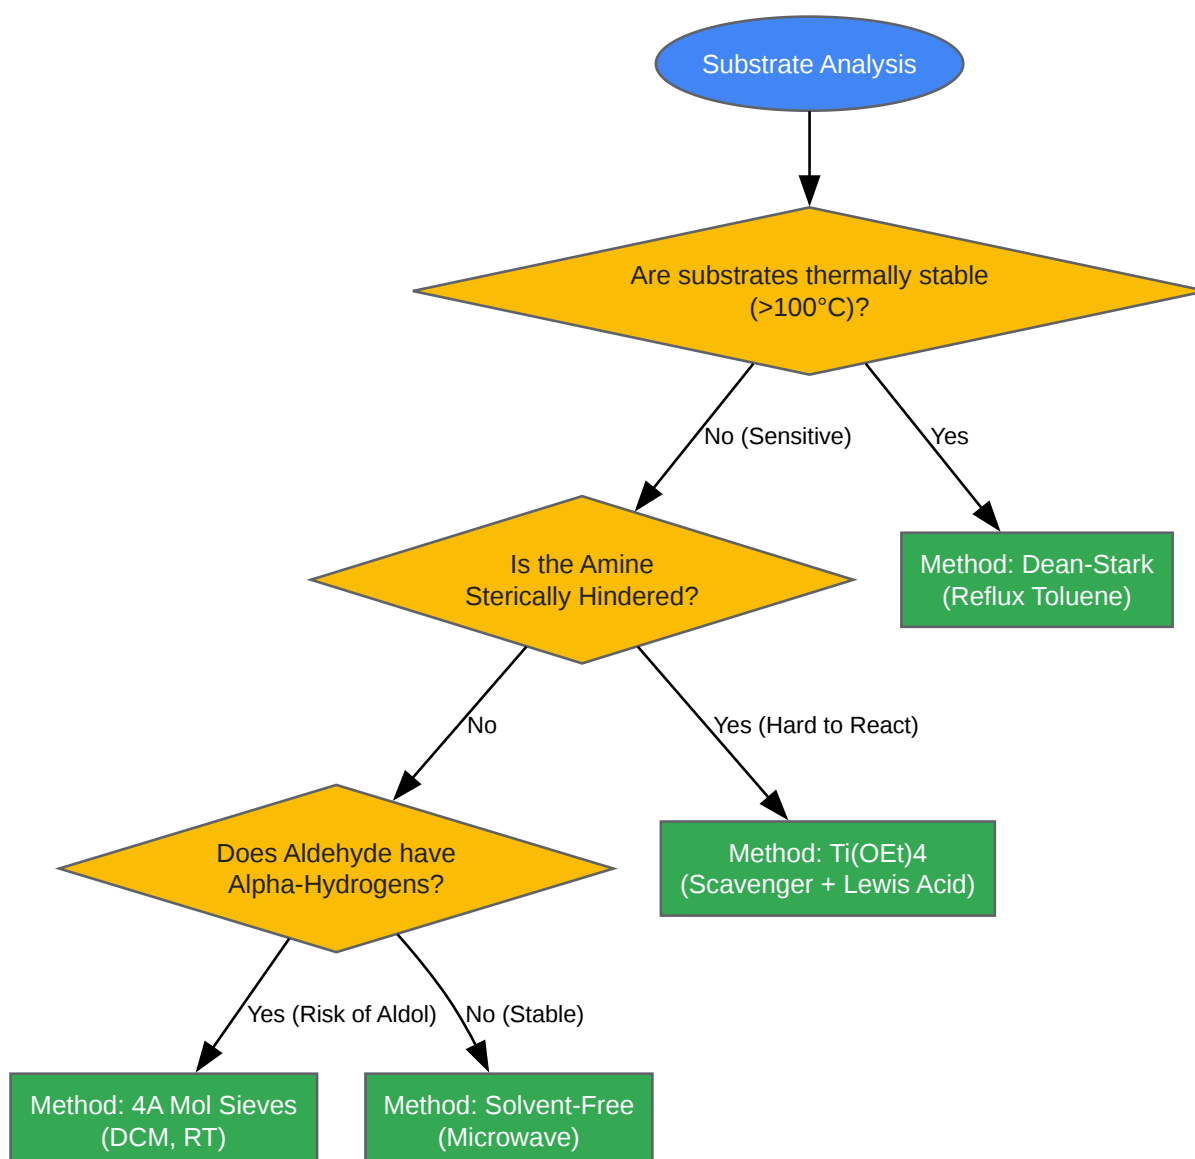 Substrate Analysis
Are substrates thermally stable
(>100°C)?
No (Sensitive)
Yes
Is the Amine
Sterically Hindered?
Method: Dean-Stark
(Reflux Toluene)
No
Yes (Hard to React)
Does Aldehyde have
Alpha-Hydrogens?
Method: Ti(OEt)4
(Scavenger + Lewis Acid)
Yes (Risk of Aldol)
No (Stable)
Method: 4A Mol Sieves
(DCM, RT)
Method: Solvent-Free
(Microwave)